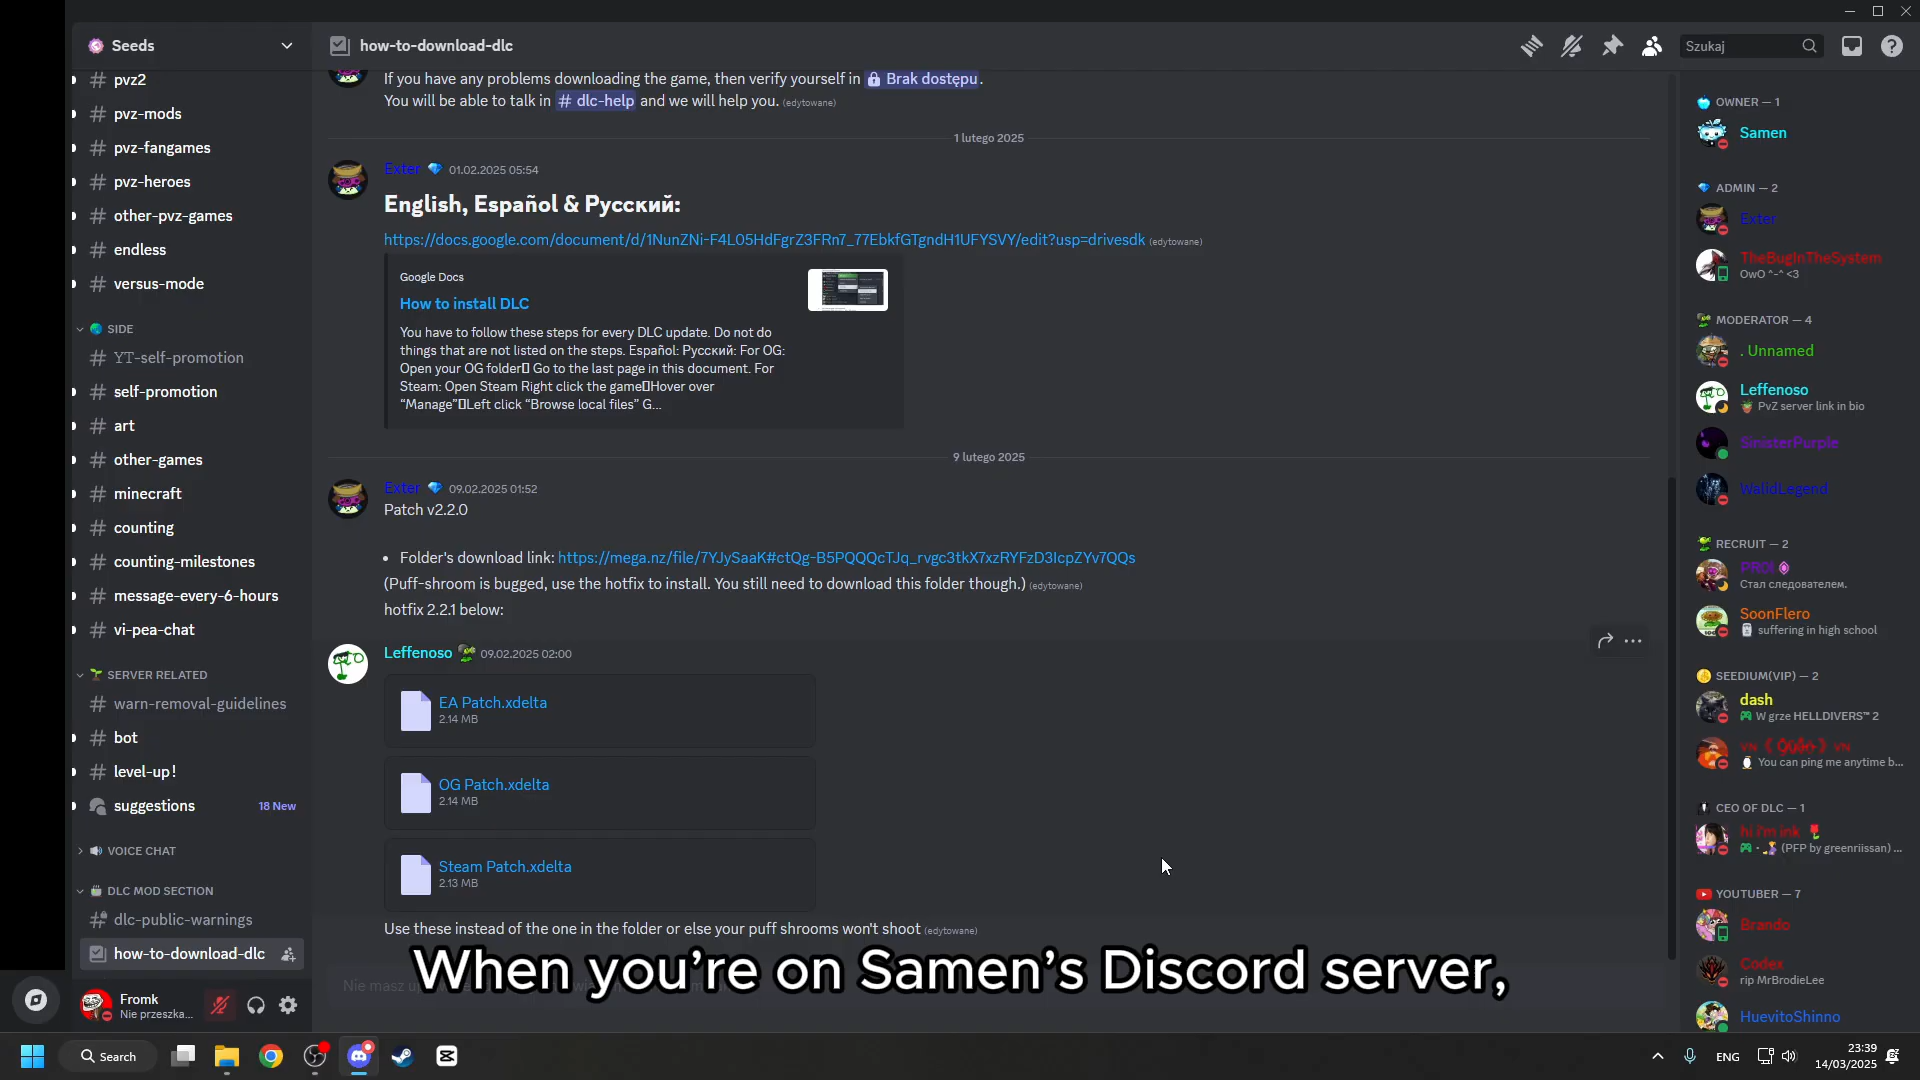 Seeds
how-to-download-dlc
Szukaj
pvz2
pvz-mods
pvz-fangames
pvz-heroes
other-pvz-games
endless
versus-mode
SIDE
YT-self-promotion
self-promotion
art
other-games
minecraft
counting
counting-milestones
message-every-6-hours
vi-pea-chat
SERVER RELATED
warn-removal-guidelines
bot
level-up!
suggestions 18 New
VOICE CHAT
DLC MOD SECTION
dlc-public-warnings
how-to-download-dlc
Fromk
Nie przeszka...
If you have any problems downloading the game, then verify yourself in Brak dostępu.
You will be able to talk in # dlc-help and we will help you. (edytowane)
1 lutego 2025
Exter 01.02.2025 05:54
English, Español & Русский:
https://docs.google.com/document/d/1NunZNi-F4L05HdFgrZ3FRn7_77EbkfGTgndH1UFYSVY/edit?usp=drivesdk (edytowane)
Google Docs
How to install DLC
You have to follow these steps for every DLC update. Do not do
things that are not listed on the steps. Español: Русский: For OG:
Open your OG folder Go to the last page in this document. For
Steam: Open Steam Right click the game Hover over
“Manage” Left click “Browse local files” G...
9 lutego 2025
Exter 09.02.2025 01:52
Patch v2.2.0
• Folder's download link: https://mega.nz/file/7YJySaaK#ctQg-B5PQQQcTJq_rvgc3tkX7xzRYFzD3IcpZYv7QQs
(Puff-shroom is bugged, use the hotfix to install. You still need to download this folder though.) (edytowane)
hotfix 2.2.1 below:
Leffenoso 09.02.2025 02:00
EA Patch.xdelta
2.14 MB
OG Patch.xdelta
2.14 MB
Steam Patch.xdelta
2.13 MB
Use these instead of the one in the folder or else your puff shrooms won't shoot (edytowane)
When you’re on Samen’s Discord server,
Nie masz up
OWNER — 1
Samen
ADMIN — 2
Exter
TheBugInTheSystem
OwO ^-^ <3
MODERATOR — 4
. Unnamed
Leffenoso
PvZ server link in bio
SinisterPurple
WalidLegend
RECRUIT — 2
PRO!
Стал следователем.
SoonFlero
suffering in high school
SEEDIUM(VIP) — 2
dash
W grze HELLDIVERS™ 2
You can ping me anytime b...
CEO OF DLC — 1
hi i'm ink
(PFP by greenriissan) ...
YOUTUBER — 7
Brando
Codex
rip MrBrodieLee
HuevitoShinno
Search
ENG
23:39
14/03/2025